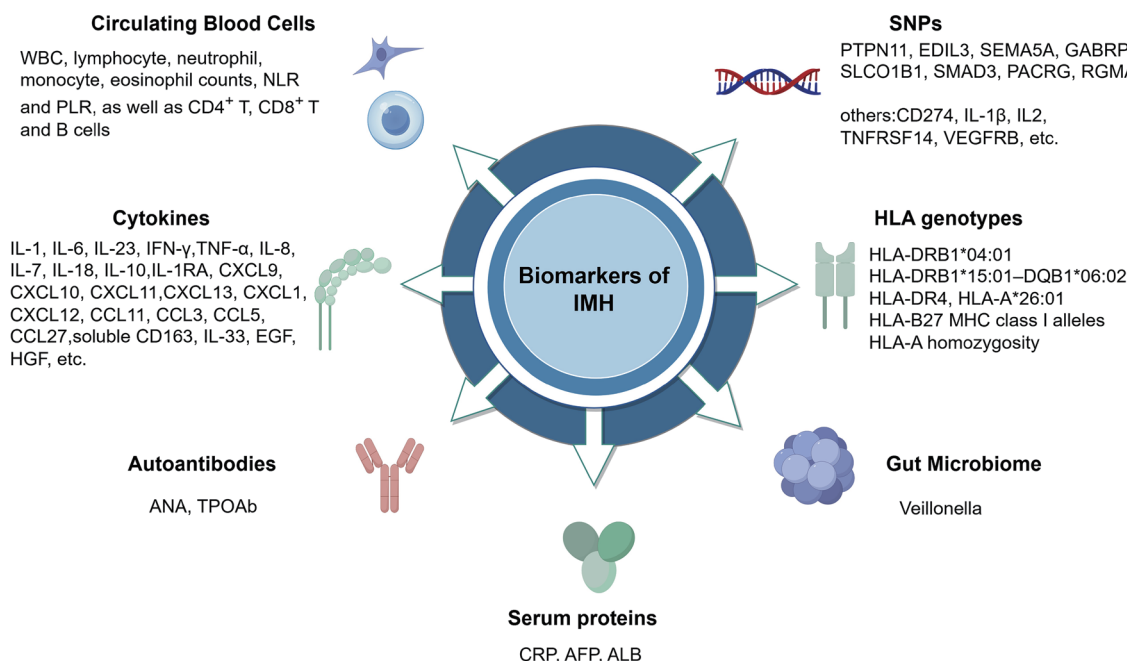 Circulating Blood Cells
WBC, lymphocyte, neutrophil,
monocyte, eosinophil counts, NLR
and PLR, as well as CD4⁺ T, CD8⁺ T
and B cells
SNPs
PTPN11, EDIL3, SEMA5A, GABRP
SLCO1B1, SMAD3, PACRG, RGMA
others:CD274, IL-1β, IL2,
TNFRSF14, VEGFRB, etc.
Cytokines
IL-1, IL-6, IL-23, IFN-γ,TNF-α, IL-8,
IL-7, IL-18, IL-10,IL-1RA, CXCL9,
CXCL10, CXCL11,CXCL13, CXCL1,
CXCL12, CCL11, CCL3, CCL5,
CCL27,soluble CD163, IL-33, EGF,
HGF, etc.
Biomarkers of
IMH
HLA genotypes
HLA-DRB1*04:01
HLA-DRB1*15:01–DQB1*06:02
HLA-DR4, HLA-A*26:01
HLA-B27 MHC class I alleles
HLA-A homozygosity
Autoantibodies
ANA, TPOAb
Gut Microbiome
Veillonella
Serum proteins
CRP, AFP, ALB